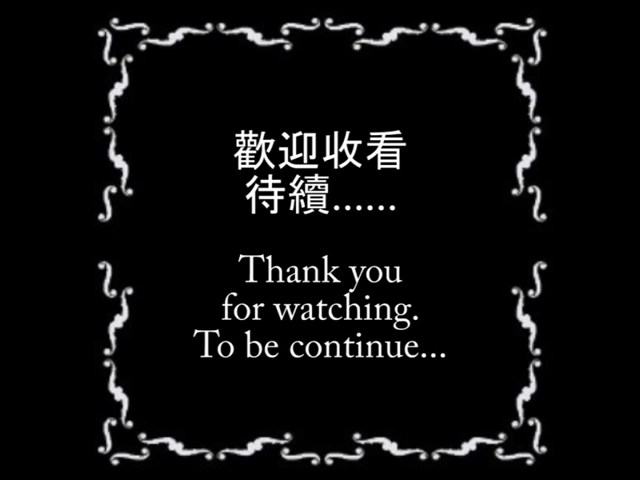 歡迎收看
待續......
Thank you
for watching.
To be continue...